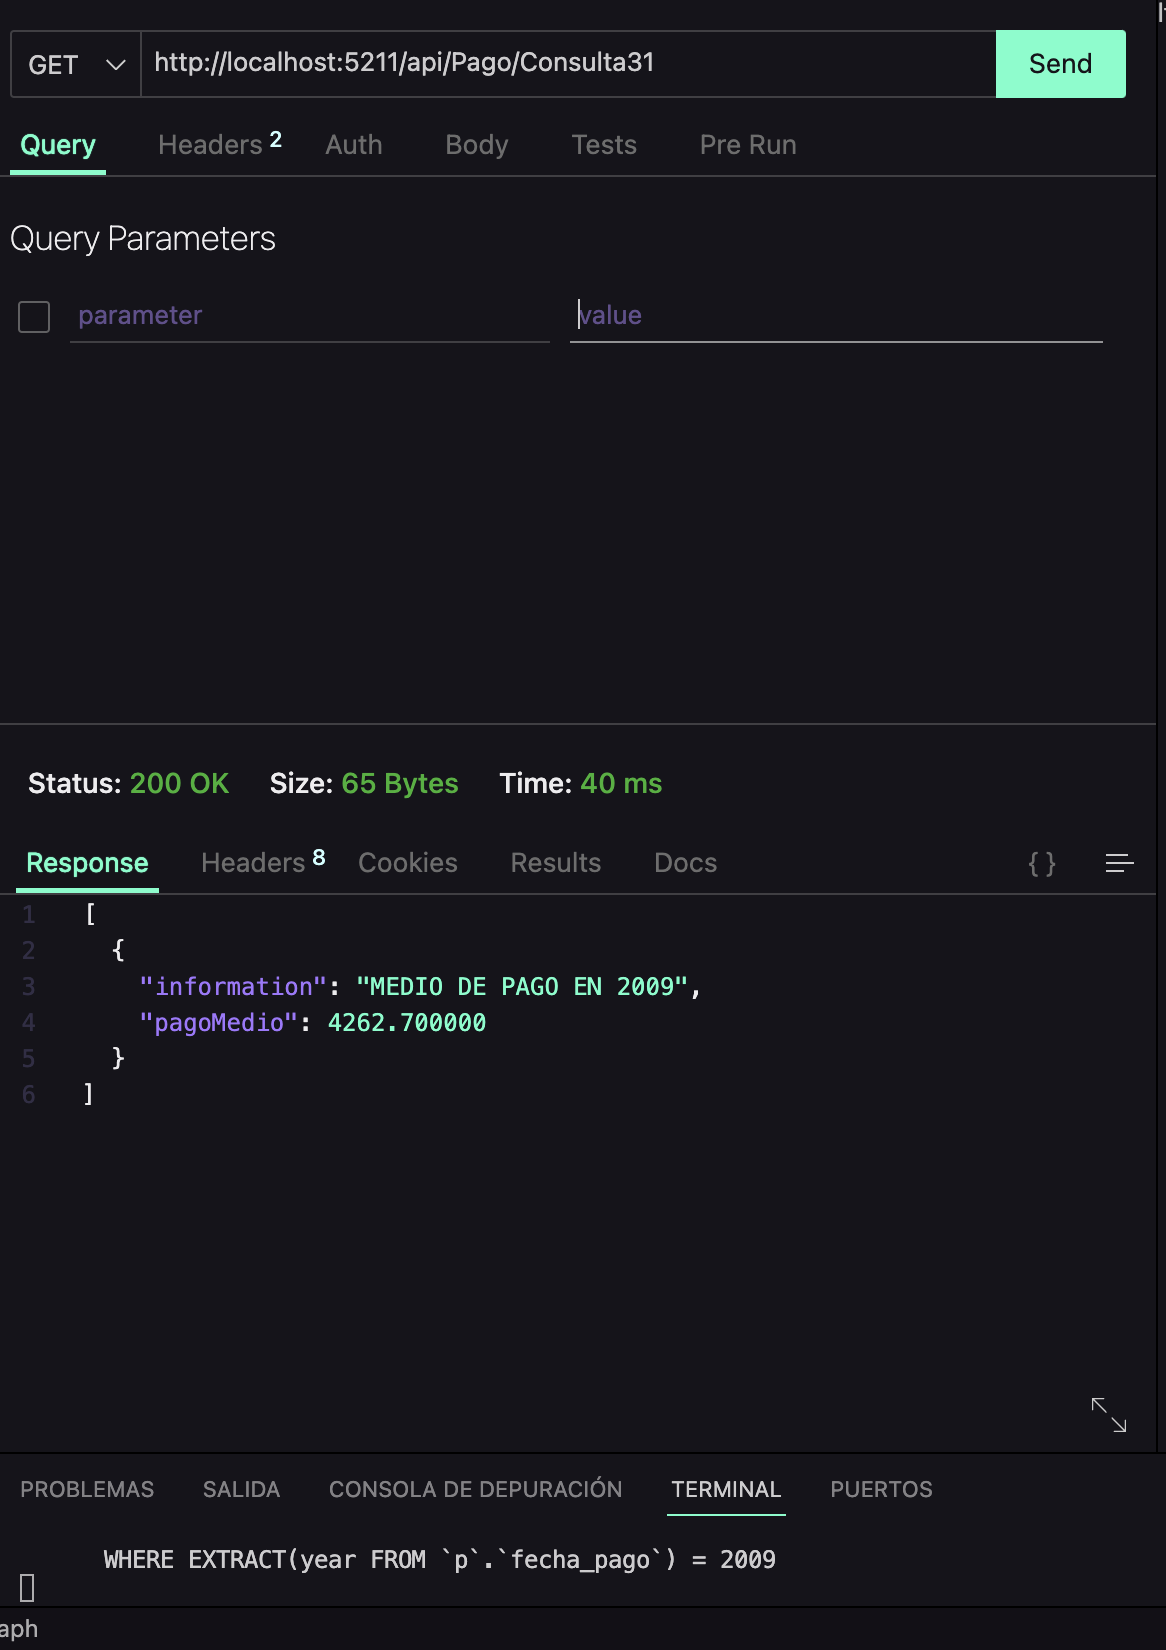 GET http://localhost:5211/api/Pago/Consulta31 Send
Query Headers 2 Auth Body Tests Pre Run
Query Parameters
parameter value
Status: 200 OK Size: 65 Bytes Time: 40 ms
Response Headers 8 Cookies Results Docs { }
1 [
2 {
3 "information": "MEDIO DE PAGO EN 2009",
4 "pagoMedio": 4262.700000
5 }
6 ]
PROBLEMAS SALIDA CONSOLA DE DEPURACIÓN TERMINAL PUERTOS
WHERE EXTRACT(year FROM `p`.`fecha_pago`) = 2009
aph